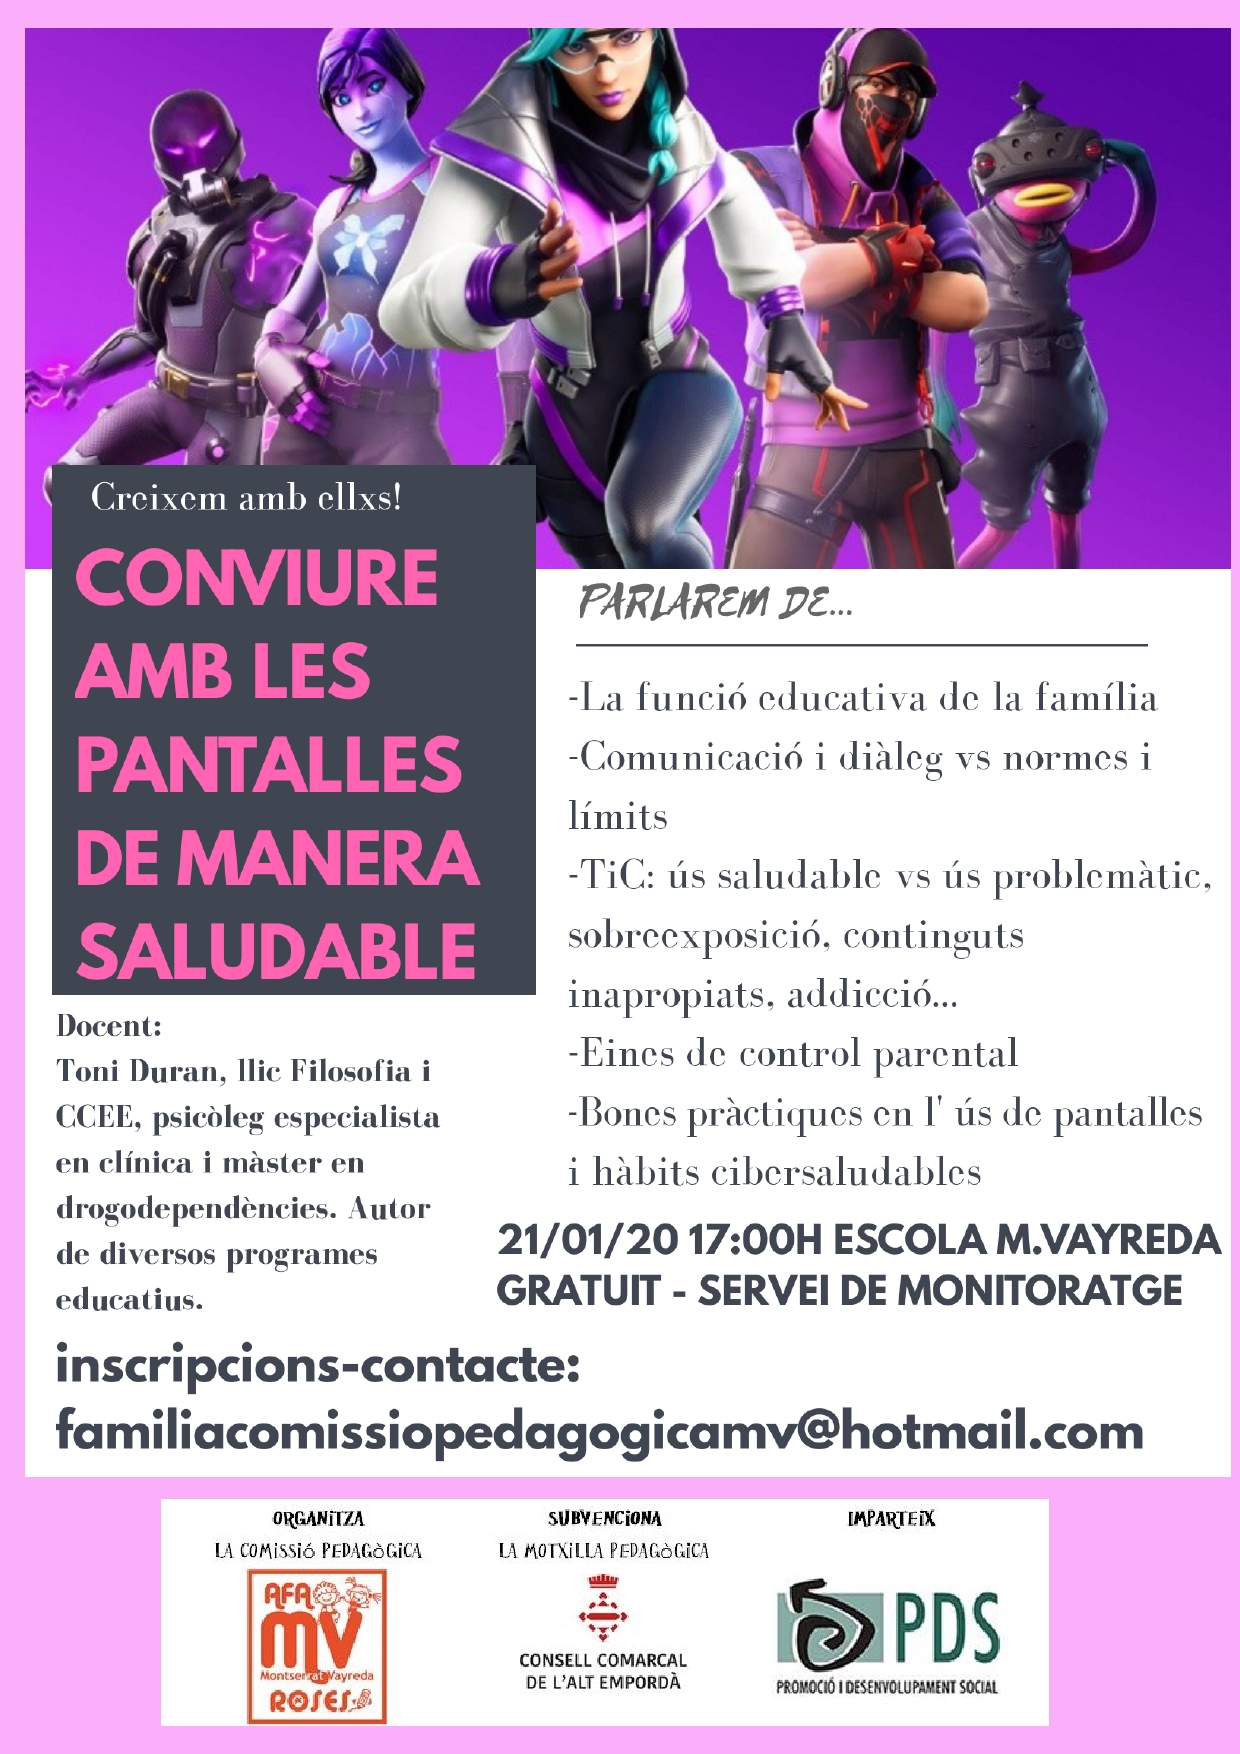 Creixem amb ellxs!
CONVIURE
AMB LES
PANTALLES
DE MANERA
SALUDABLE
Docent:
Toni Duran, llic Filosofia i
CCEE, psicòleg especialista
en clínica i màster en
drogodependències. Autor
de diversos programes
educatius.
PARLAREM DE...
-La funció educativa de la família
-Comunicació i diàleg vs normes i
límits
-TiC: ús saludable vs ús problemàtic,
sobreexposició, continguts
inapropiats, addicció...
-Eines de control parental
-Bones pràctiques en l' ús de pantalles
i hàbits cibersaludables
21/01/20 17:00H ESCOLA M.VAYREDA
GRATUIT - SERVEI DE MONITORATGE
inscripcions-contacte:
familiacomissiopedagogicamv@hotmail.com
ORGANiTZA
LA COMiSSió PEDAGòGiCA
AFA
MV
Montserrat Vayreda
ROSES
SUBVENCiONA
LA MOTXiLLA PEDAGòGiCA
CONSELL COMARCAL
DE L'ALT EMPORDÀ
iMPARTEiX
PDS
PROMOCIÓ I DESENVOLUPAMENT SOCIAL